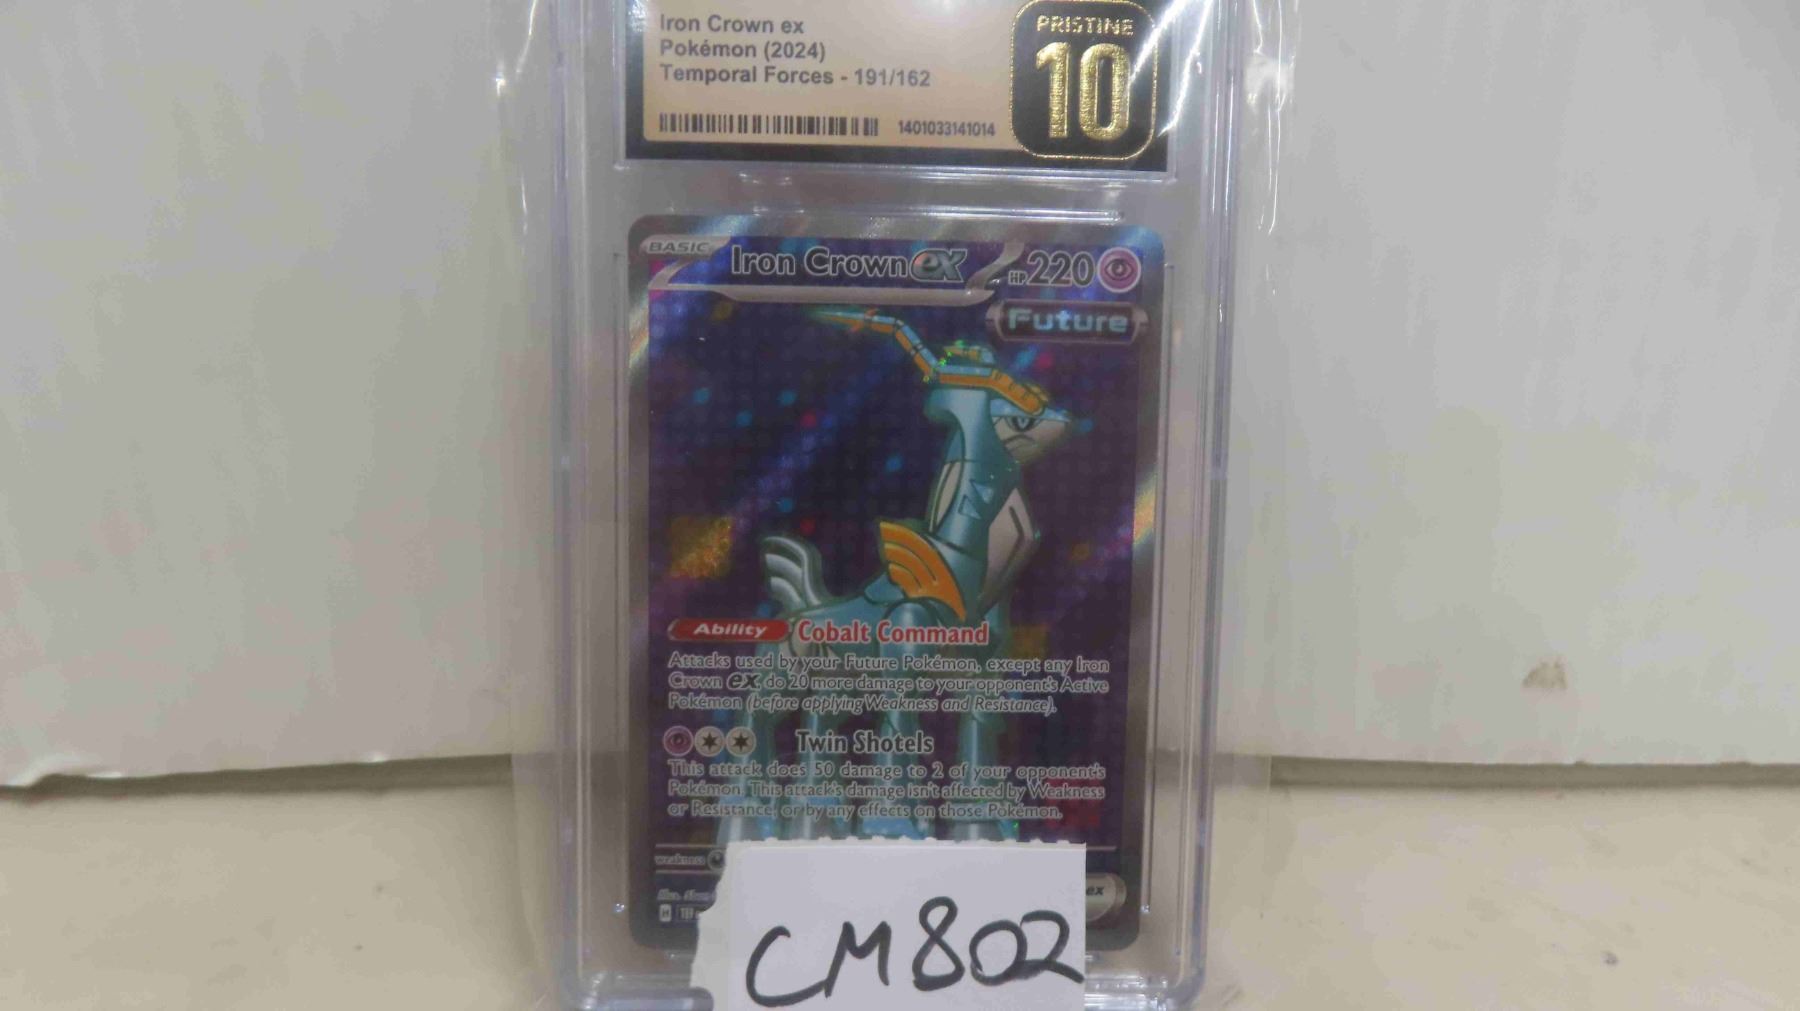 Iron Crown ex
Pokémon (2024)
Temporal Forces - 191/162
1401033141014
PRISTINE
10
BASIC
Iron Crown ex
HP 220
Future
Ability Cobalt Command
Attacks used by your Future Pokémon, except any Iron
Crown ex, do 20 more damage to your opponent's Active
Pokémon (before applying Weakness and Resistance).
Twin Shotels
This attack does 50 damage to 2 of your opponent's
Pokémon. This attack's damage isn't affected by Weakness
or Resistance, or by any effects on those Pokémon.
weakness
Illus.
H
ex
CM802